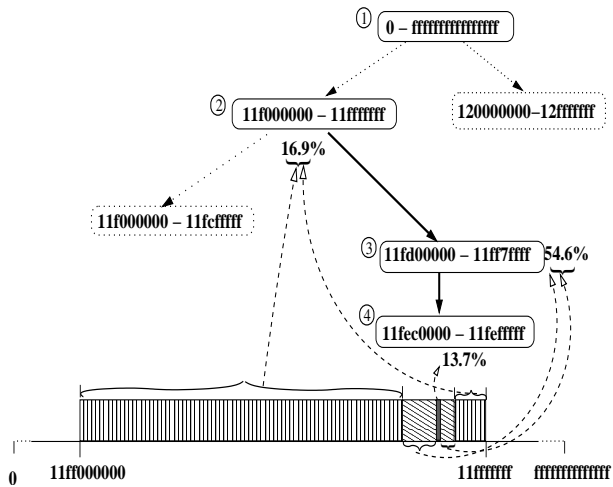 ① 0 – ffffffffffffffff
② 11f000000 – 11fffffff
120000000–12fffffff
16.9%
11f000000 – 11fcfffff
③ 11fd00000 – 11ff7ffff 54.6%
④ 11fec0000 – 11fefffff
13.7%
0 11ff000000 11fffffff ffffffffffffffff